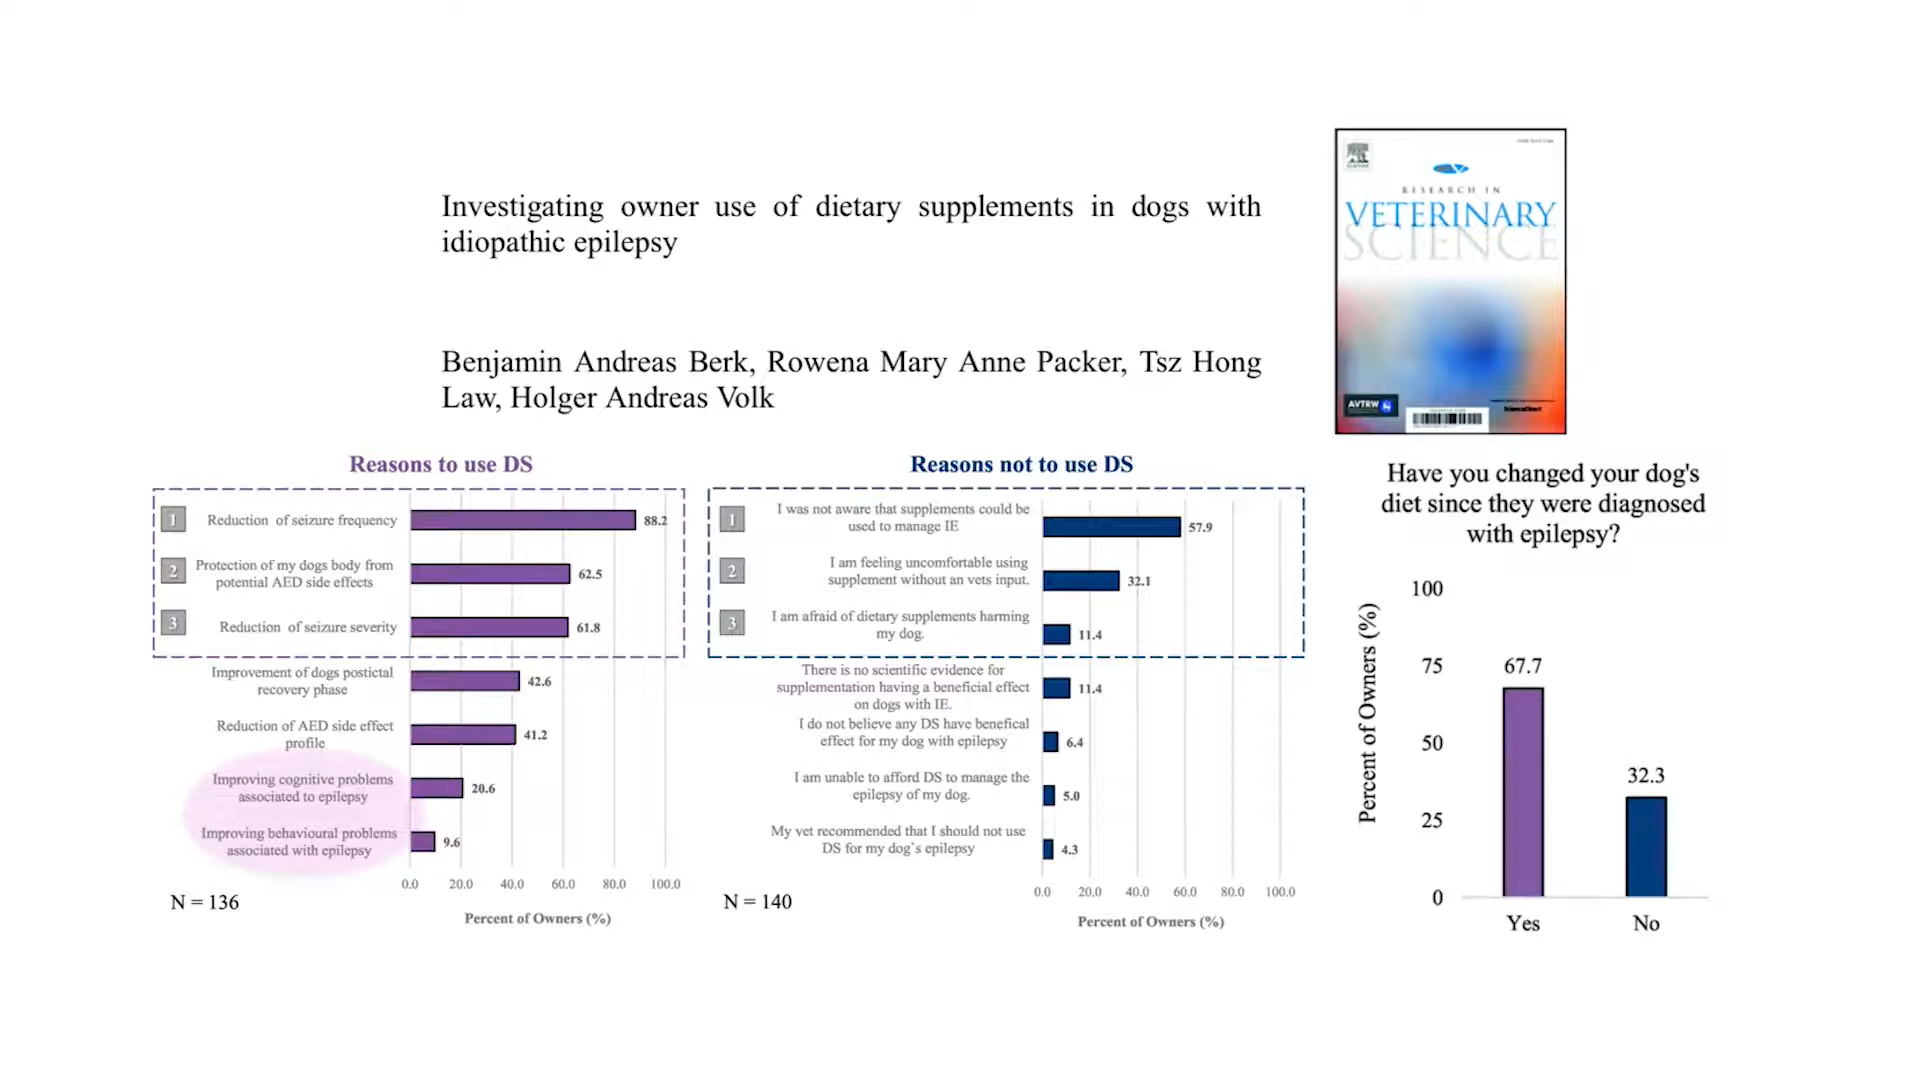 Investigating owner use of dietary supplements in dogs with
idiopathic epilepsy
Benjamin Andreas Berk, Rowena Mary Anne Packer, Tsz Hong
Law, Holger Andreas Volk
RESEARCH IN
VETERINARY
SCIENCE
AVTRW
ScienceDirect
Reasons to use DS
1
Reduction of seizure frequency
88.2
2
Protection of my dogs body from
potential AED side effects
62.5
3
Reduction of seizure severity
61.8
Improvement of dogs postictal
recovery phase
42.6
Reduction of AED side effect
profile
41.2
Improving cognitive problems
associated to epilepsy
20.6
Improving behavioural problems
associated with epilepsy
9.6
0.0 20.0 40.0 60.0 80.0 100.0
N = 136
Percent of Owners (%)
Reasons not to use DS
1
I was not aware that supplements could be
used to manage IE
57.9
2
I am feeling uncomfortable using
supplement without an vets input.
32.1
3
I am afraid of dietary supplements harming
my dog.
11.4
There is no scientific evidence for
supplementation having a beneficial effect
on dogs with IE.
11.4
I do not believe any DS have benefical
effect for my dog with epilepsy
6.4
I am unable to afford DS to manage the
epilepsy of my dog.
5.0
My vet recommended that I should not use
DS for my dog`s epilepsy
4.3
0.0 20.0 40.0 60.0 80.0 100.0
N = 140
Percent of Owners (%)
Have you changed your dog's
diet since they were diagnosed
with epilepsy?
Percent of Owners (%)
100
75
50
25
0
67.7
32.3
Yes No